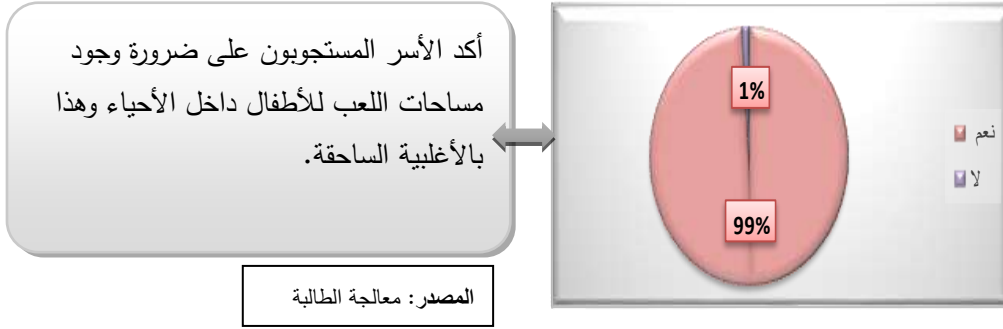 أكد الأسر المستجوبون على ضرورة وجود
مساحات اللعب للأطفال داخل الأحياء وهذا
بالأغلبية الساحقة.
1%
99%
نعم
لا
المصدر: معالجة الطالبة